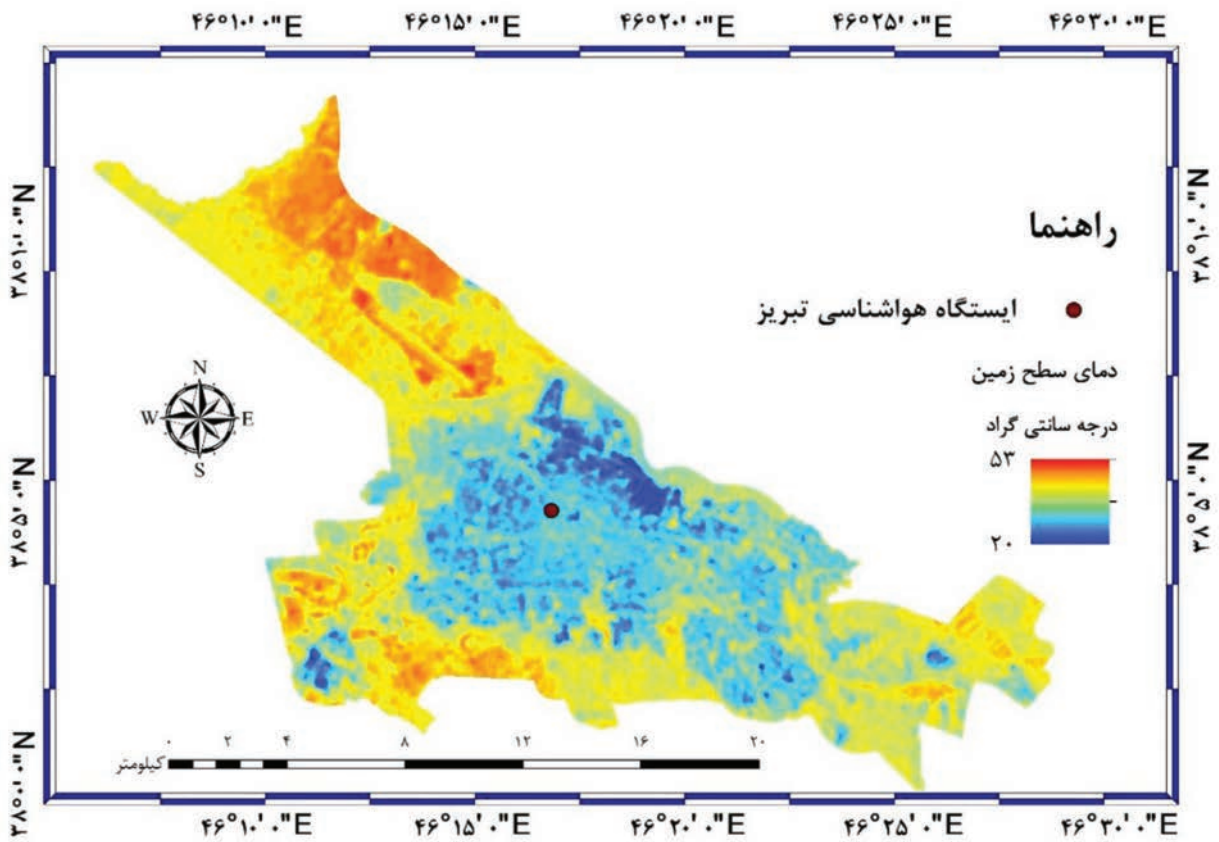 ۴۶°۱۰'۰"E ۴۶°۱۵'۰"E ۴۶°۲۰'۰"E ۴۶°۲۵'۰"E ۴۶°۳۰'۰"E
۳۸°۱۰'۰"N
۳۸°۱۰'۰"N
راهنما
ایستگاه هواشناسی تبریز
دمای سطح زمین
درجه سانتی گراد
۵۳
۲۰
N
W E
S
۳۸°۵'۰"N
۳۸°۵'۰"N
۰ ۲ ۴ ۸ ۱۲ ۱۶ ۲۰
کیلومتر
۳۸°۰'۰"N
۴۶°۱۰'۰"E ۴۶°۱۵'۰"E ۴۶°۲۰'۰"E ۴۶°۲۵'۰"E ۴۶°۳۰'۰"E